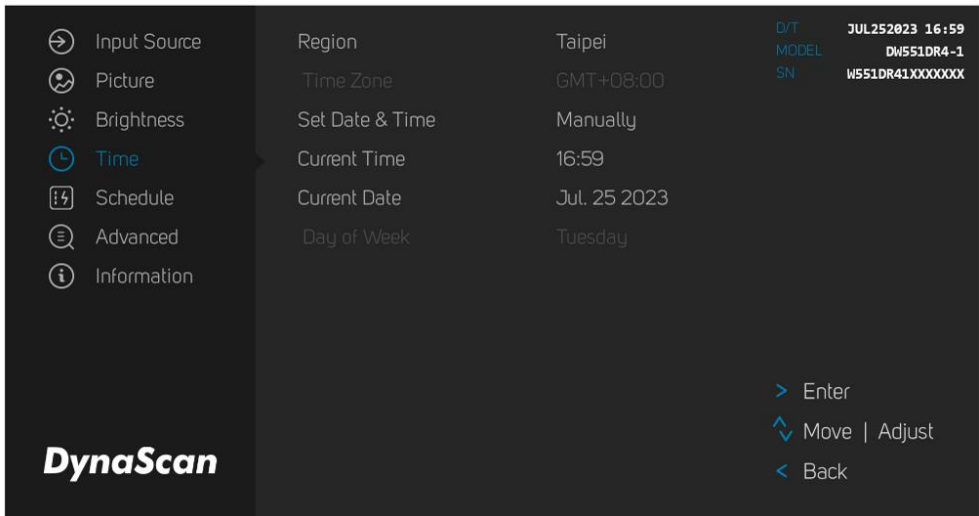 Input Source
Picture
Brightness
Time
Schedule
Advanced
Information
DynaScan
Region Taipei
Time Zone GMT+08:00
Set Date & Time Manually
Current Time 16:59
Current Date Jul. 25 2023
Day of Week Tuesday
D/T JUL252023 16:59
MODEL DW551DR4-1
SN W551DR41XXXXXXX
> Enter
Move | Adjust
< Back